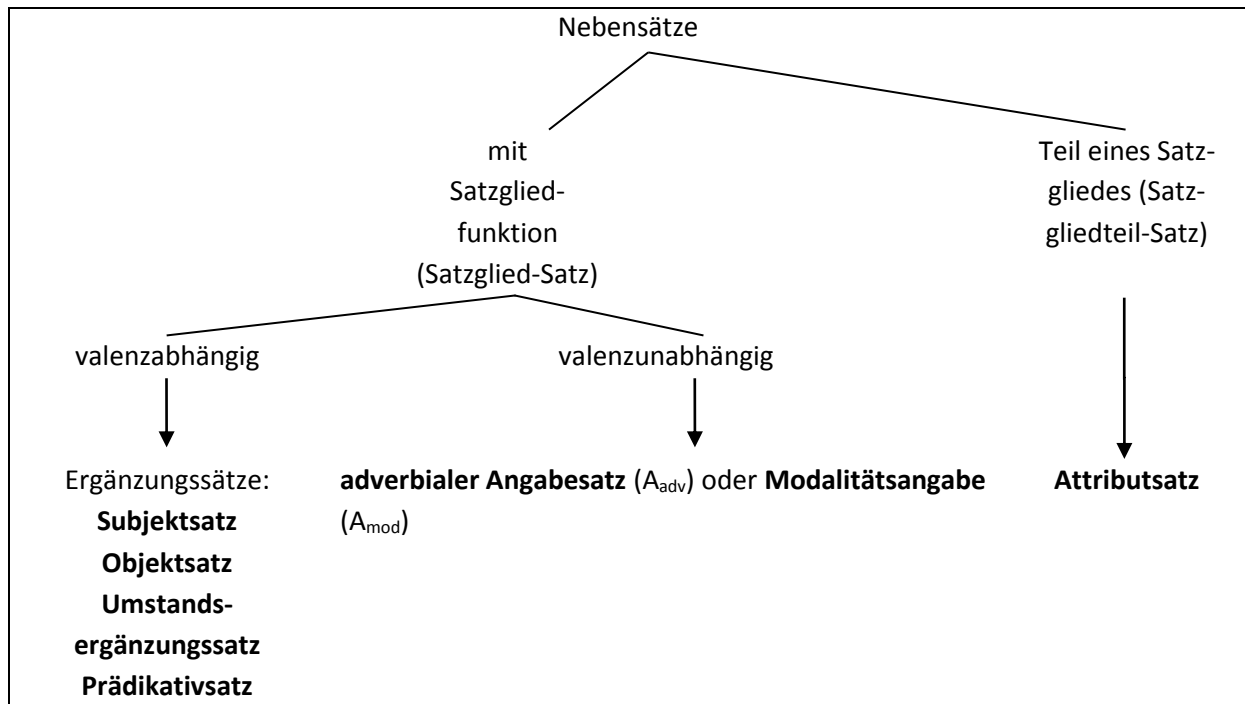 Nebensätze
mit
Satzglied-
funktion
(Satzglied-Satz)
Teil eines Satz-
gliedes (Satz-
gliedteil-Satz)
valenzabhängig
valenzunabhängig
Ergänzungssätze:
Subjektsatz
Objektsatz
Umstands-
ergänzungssatz
Prädikativsatz
adverbialer Angabesatz (Aadv) oder Modalitätsangabe
(Amod)
Attributsatz